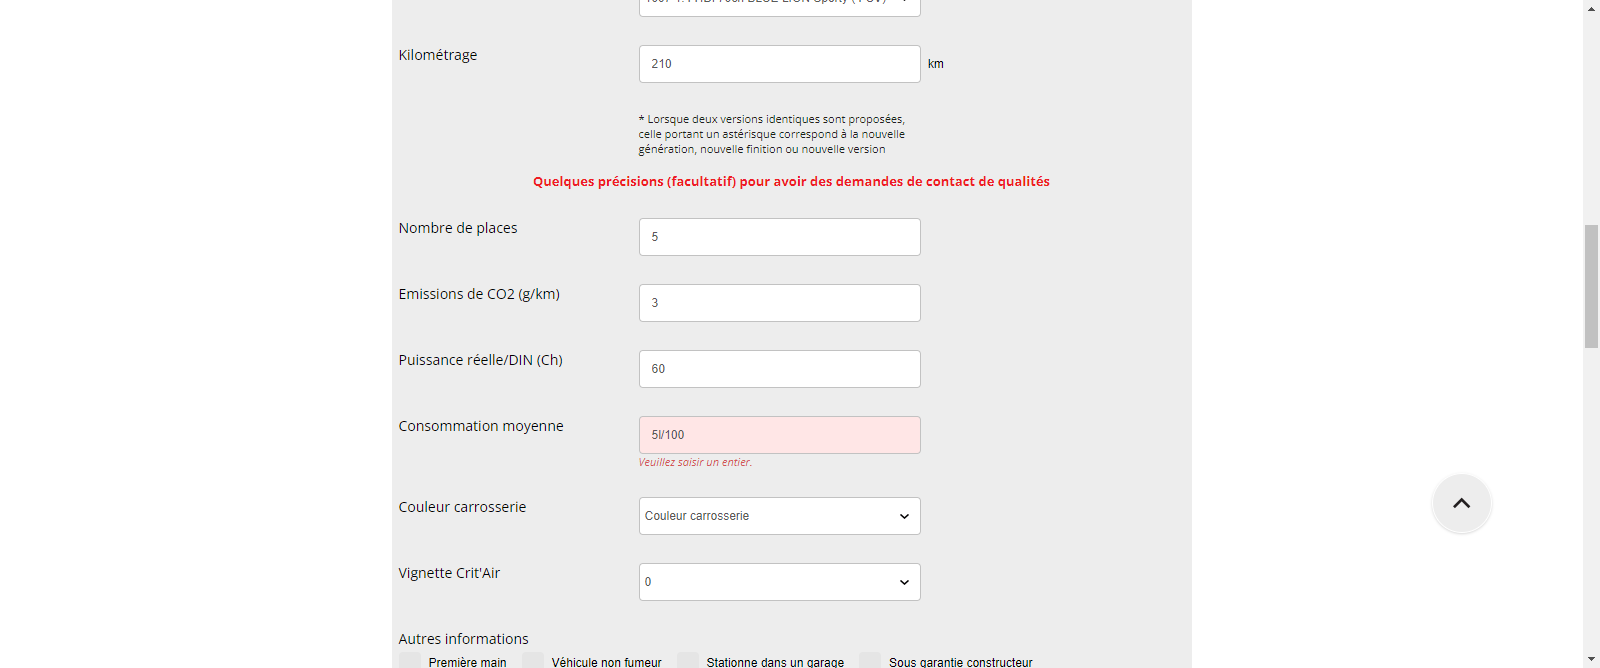 Kilométrage
210
km
* Lorsque deux versions identiques sont proposées,
celle portant un astérisque correspond à la nouvelle
génération, nouvelle finition ou nouvelle version
Quelques précisions (facultatif) pour avoir des demandes de contact de qualités
Nombre de places
5
Emissions de CO2 (g/km)
3
Puissance réelle/DIN (Ch)
60
Consommation moyenne
5l/100
Veuillez saisir un entier.
Couleur carrosserie
Couleur carrosserie
Vignette Crit'Air
0
Autres informations
Première main Véhicule non fumeur Stationne dans un garage Sous garantie constructeur